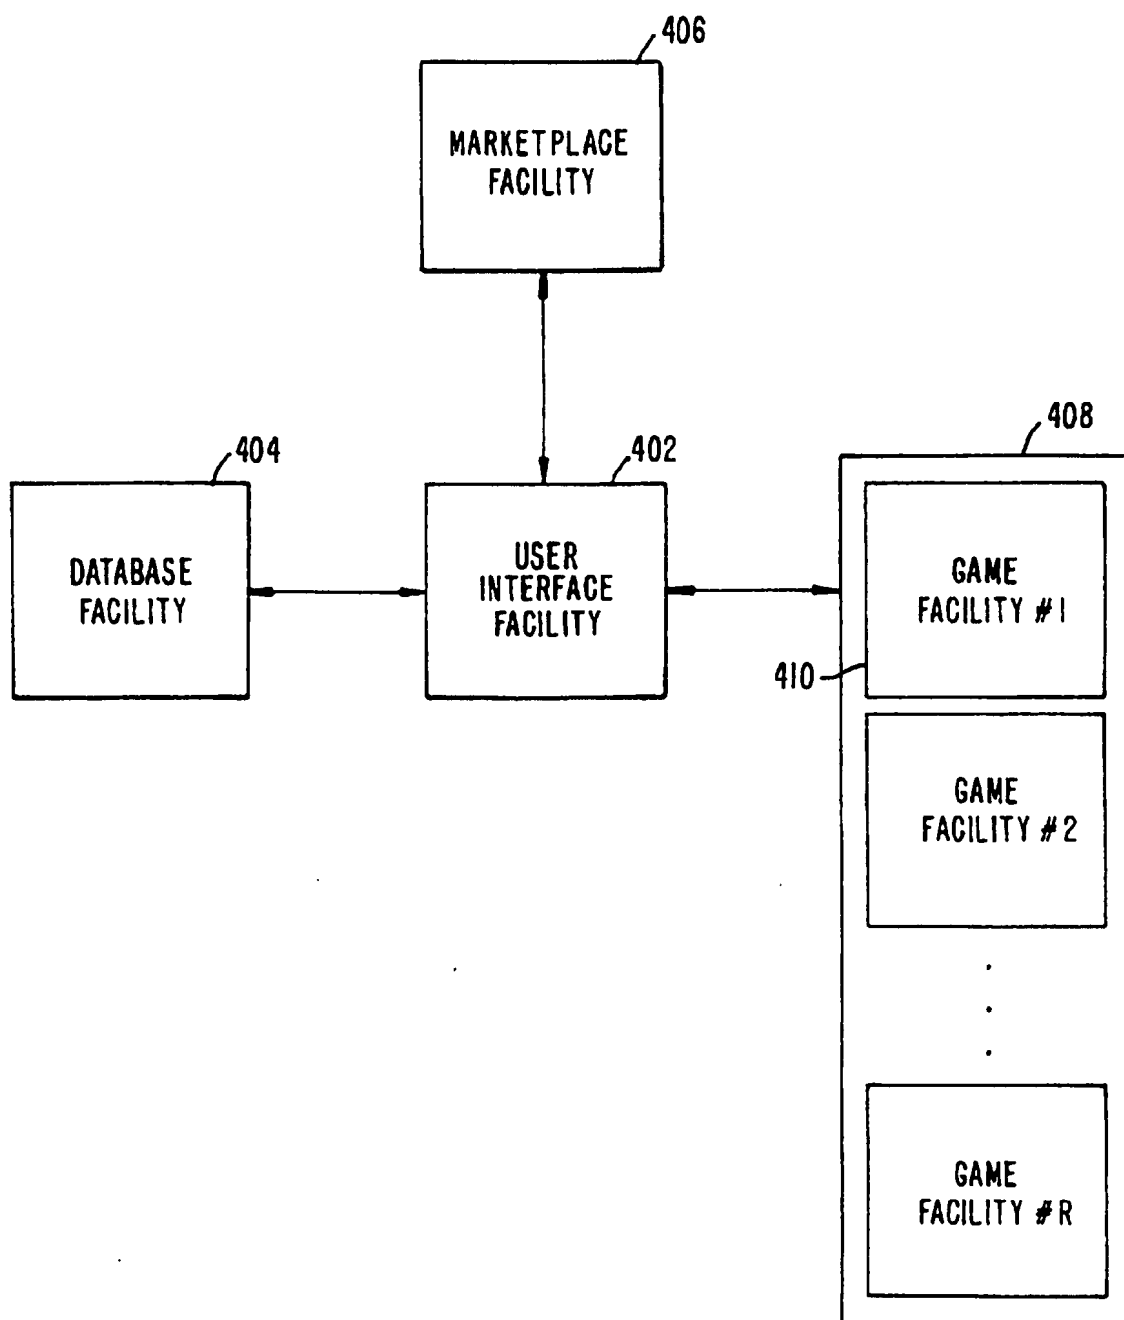 406
MARKETPLACE
FACILITY
408
404
402
DATABASE
FACILITY
USER
INTERFACE
FACILITY
GAME
FACILITY #1
410
GAME
FACILITY #2
GAME
FACILITY #R